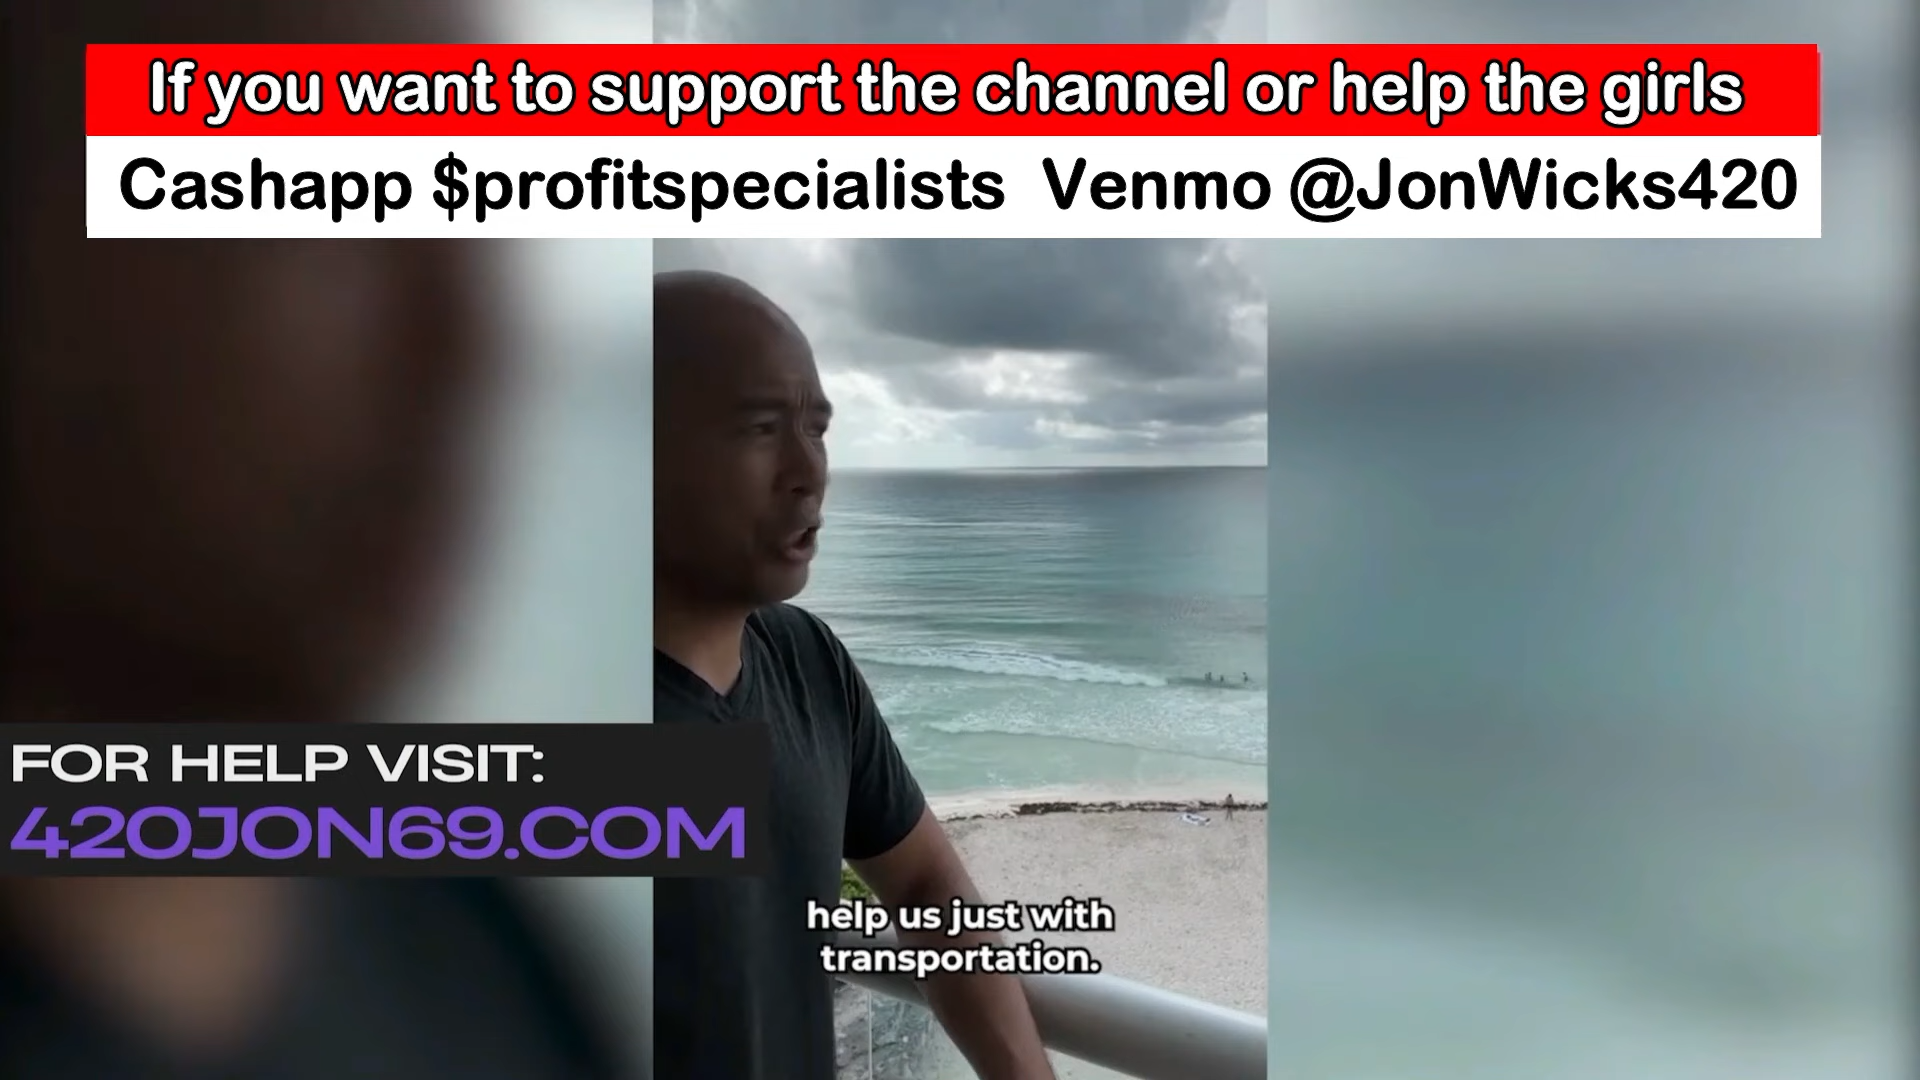 If you want to support the channel or help the girls
Cashapp $profitspecialists Venmo @JonWicks420
FOR HELP VISIT:
420JON69.COM
help us just with
transportation.